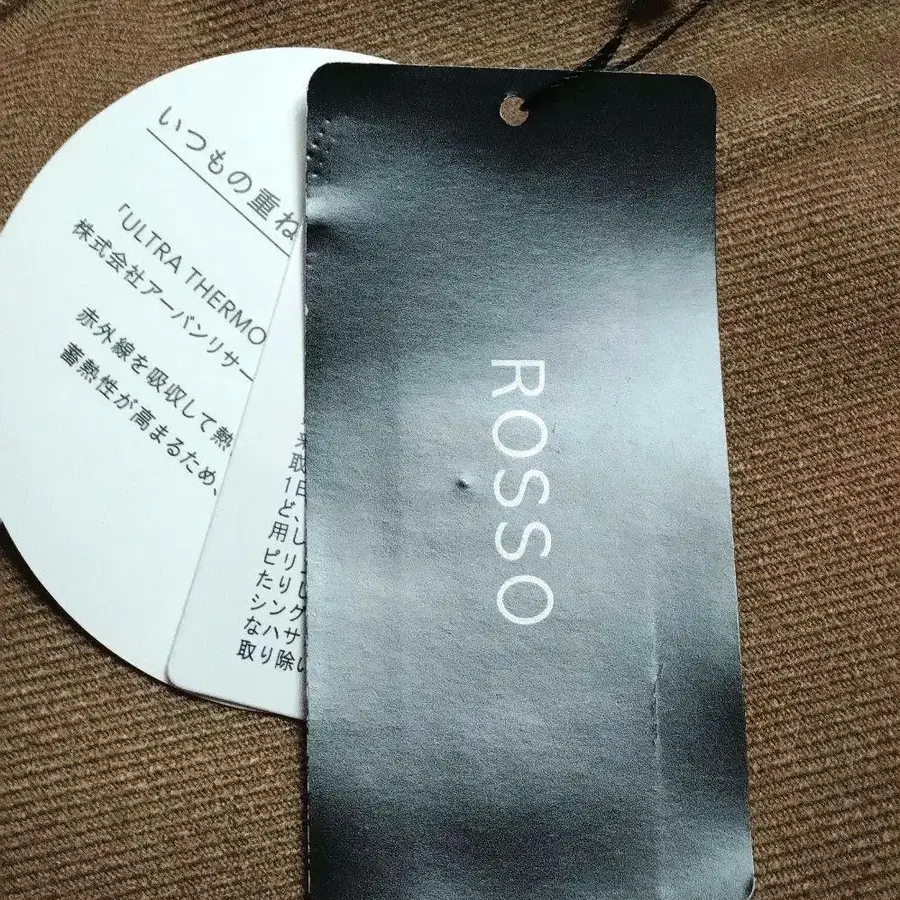 いつもの重ね
「ULTRA THERMO
株式会社アーバンリサー
赤外線を吸収して熱
蓄熱性が高まるため、
取
1日
ど、
用し
ピリ
たりし
シング
なハサ
取り除い
ROSSO